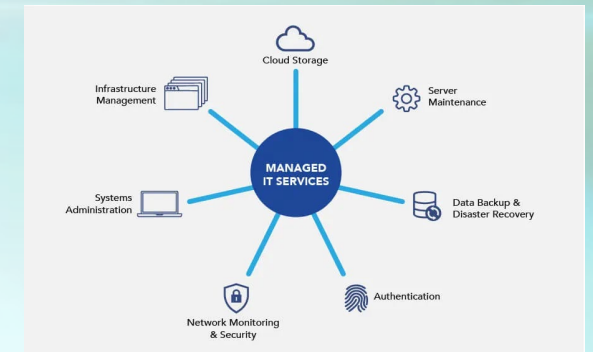 Cloud Storage
Infrastructure
Management
Server
Maintenance
MANAGED
IT SERVICES
Systems
Administration
Data Backup &
Disaster Recovery
Authentication
Network Monitoring
& Security